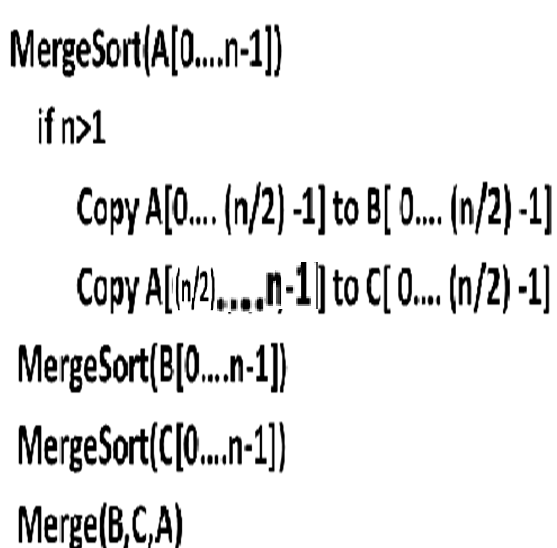 MergeSort(A[0....n-1])
if n>1
Copy A[0.... (n/2) -1] to B[ 0.... (n/2) -1]
Copy A[(n/2)....n-1]] to C[ 0.... (n/2) -1]
MergeSort(B[0....n-1])
MergeSort(C[0....n-1])
Merge(B,C,A)